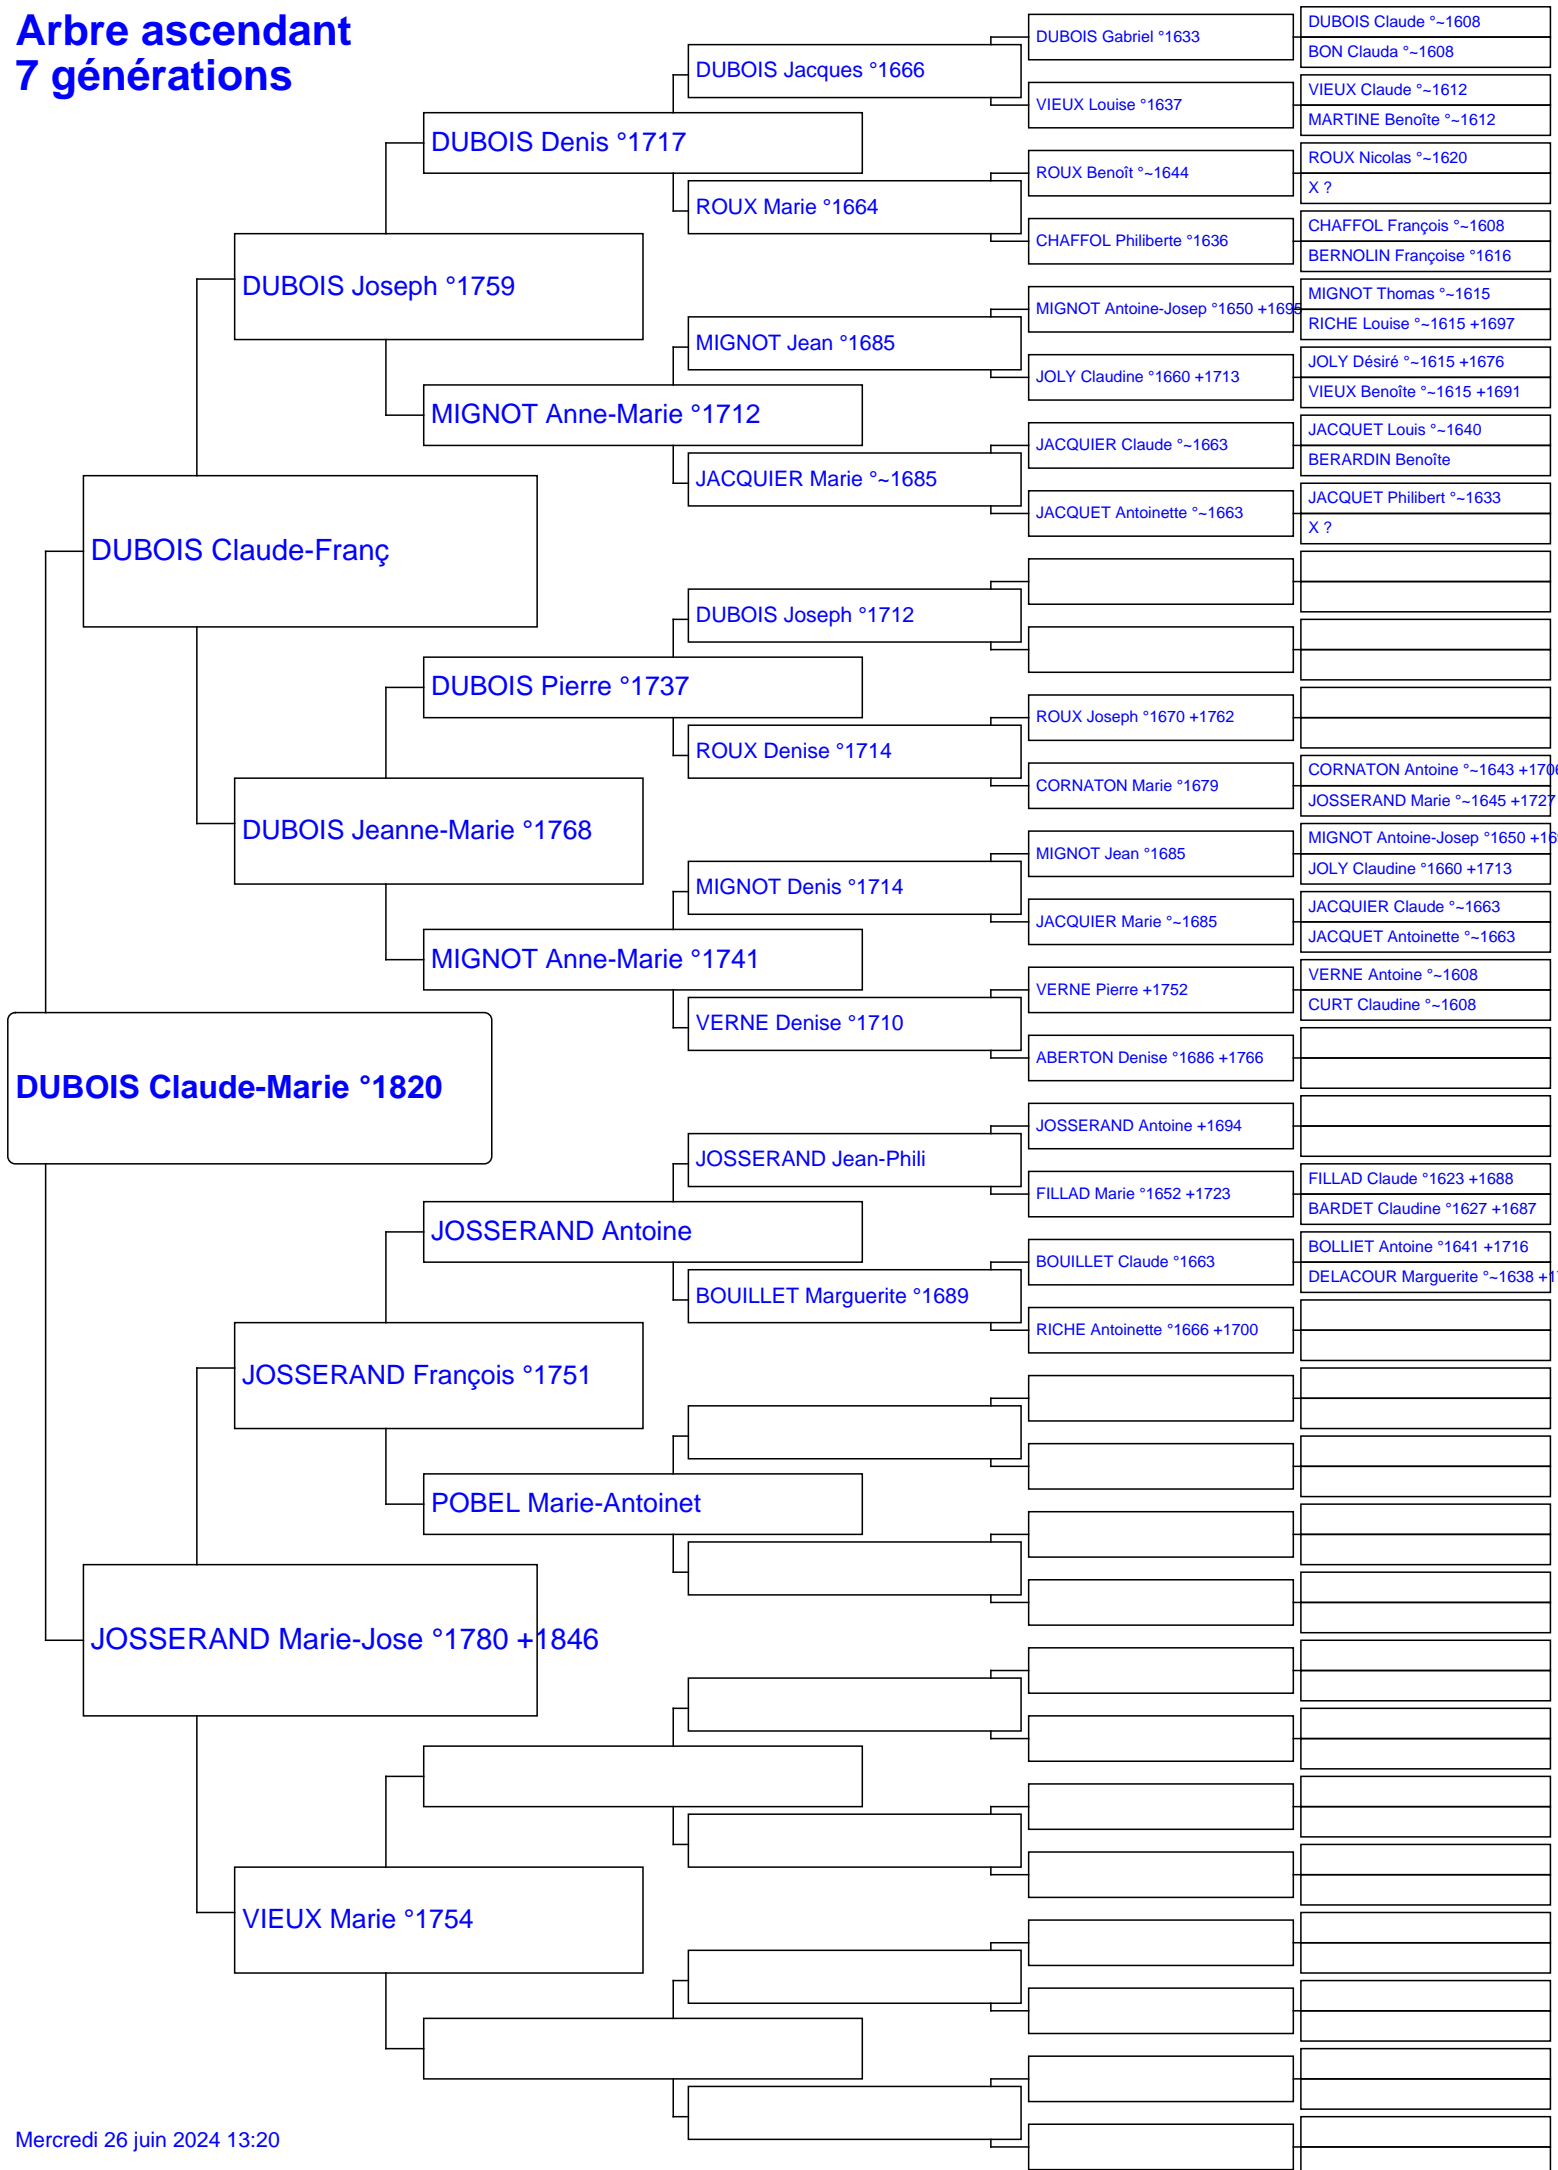 Arbre ascendant
7 générations
DUBOIS Claude-Marie °1820
DUBOIS Claude-Franç
JOSSERAND Marie-Jose °1780 +1846
DUBOIS Joseph °1759
DUBOIS Jeanne-Marie °1768
JOSSERAND François °1751
VIEUX Marie °1754
DUBOIS Denis °1717
MIGNOT Anne-Marie °1712
DUBOIS Pierre °1737
MIGNOT Anne-Marie °1741
JOSSERAND Antoine
POBEL Marie-Antoinet
DUBOIS Jacques °1666
ROUX Marie °1664
MIGNOT Jean °1685
JACQUIER Marie °~1685
DUBOIS Joseph °1712
ROUX Denise °1714
MIGNOT Denis °1714
VERNE Denise °1710
JOSSERAND Jean-Phili
BOUILLET Marguerite °1689
DUBOIS Gabriel °1633
VIEUX Louise °1637
ROUX Benoît °~1644
CHAFFOL Philiberte °1636
MIGNOT Antoine-Josep °1650 +1695
JOLY Claudine °1660 +1713
JACQUIER Claude °~1663
JACQUET Antoinette °~1663
ROUX Joseph °1670 +1762
CORNATON Marie °1679
MIGNOT Jean °1685
JACQUIER Marie °~1685
VERNE Pierre +1752
ABERTON Denise °1686 +1766
JOSSERAND Antoine +1694
FILLAD Marie °1652 +1723
BOUILLET Claude °1663
RICHE Antoinette °1666 +1700
DUBOIS Claude °~1608
BON Clauda °~1608
VIEUX Claude °~1612
MARTINE Benoîte °~1612
ROUX Nicolas °~1620
X ?
CHAFFOL François °~1608
BERNOLIN Françoise °1616
MIGNOT Thomas °~1615
RICHE Louise °~1615 +1697
JOLY Désiré °~1615 +1676
VIEUX Benoîte °~1615 +1691
JACQUET Louis °~1640
BERARDIN Benoîte
JACQUET Philibert °~1633
X ?
CORNATON Antoine °~1643 +1706
JOSSERAND Marie °~1645 +1727
MIGNOT Antoine-Josep °1650
JOLY Claudine °1660 +1713
JACQUIER Claude °~1663
JACQUET Antoinette °~1663
VERNE Antoine °~1608
CURT Claudine °~1608
FILLAD Claude °1623 +1688
BARDET Claudine °1627 +1687
BOLLIET Antoine °1641 +1716
DELACOUR Marguerite °~1638
Mercredi 26 juin 2024 13:20